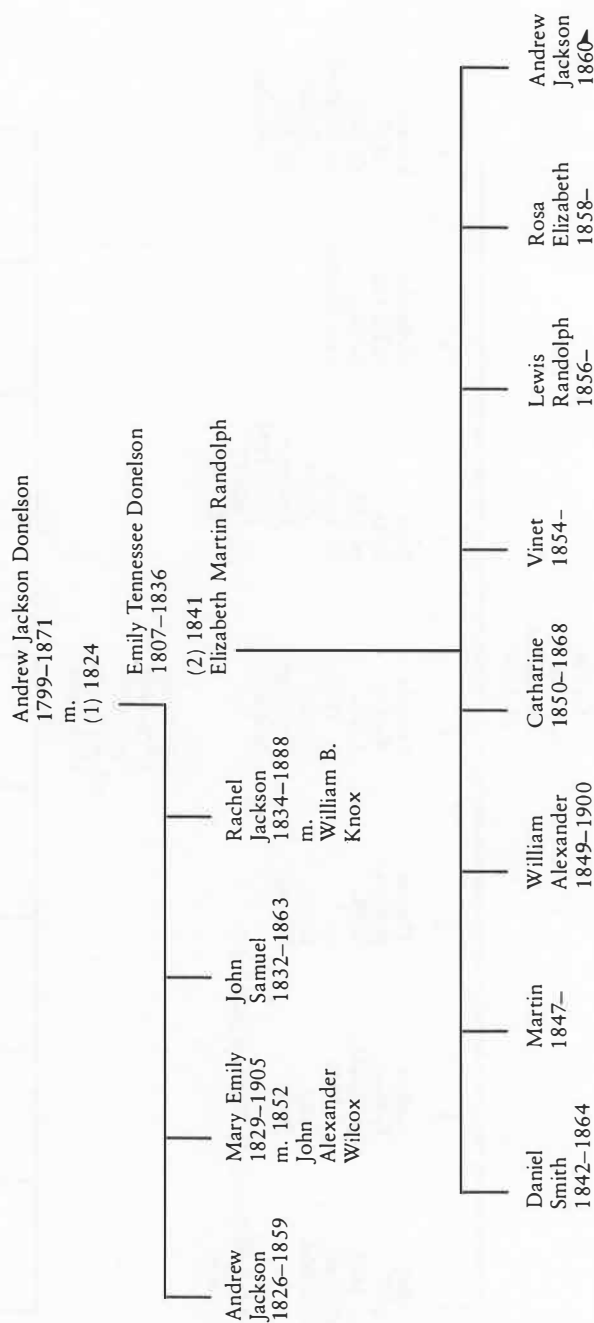 Andrew Jackson Donelson
1799–1871
m.
(1) 1824
Emily Tennessee Donelson
1807–1836
(2) 1841
Elizabeth Martin Randolph
Andrew
Jackson
1826–1859
Mary Emily
1829–1905
m. 1852
John
Alexander
Wilcox
John
Samuel
1832–1863
Rachel
Jackson
1834–1888
m.
William B.
Knox
Daniel
Smith
1842–1864
Martin
1847–
William
Alexander
1849–1900
Catharine
1850–1868
Vinet
1854–
Lewis
Randolph
1856–
Rosa
Elizabeth
1858–
Andrew
Jackson
1860–